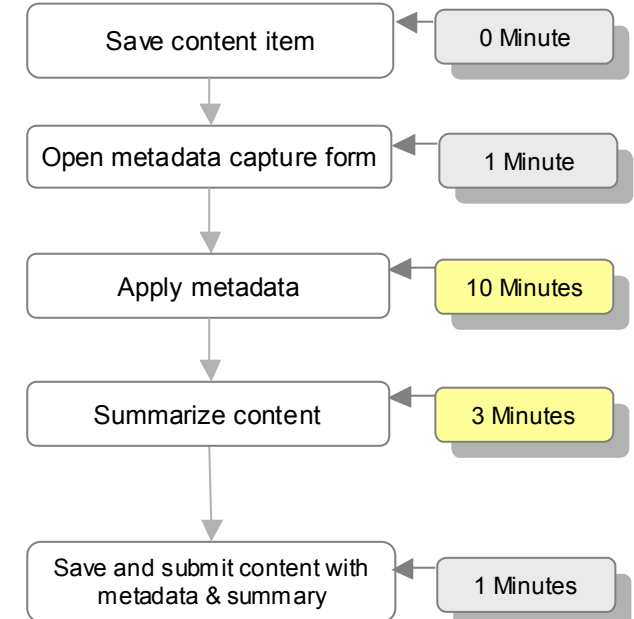 Save content item
0 Minute
Open metadata capture form
1 Minute
Apply metadata
10 Minutes
Summarize content
3 Minutes
Save and submit content with
metadata & summary
1 Minutes